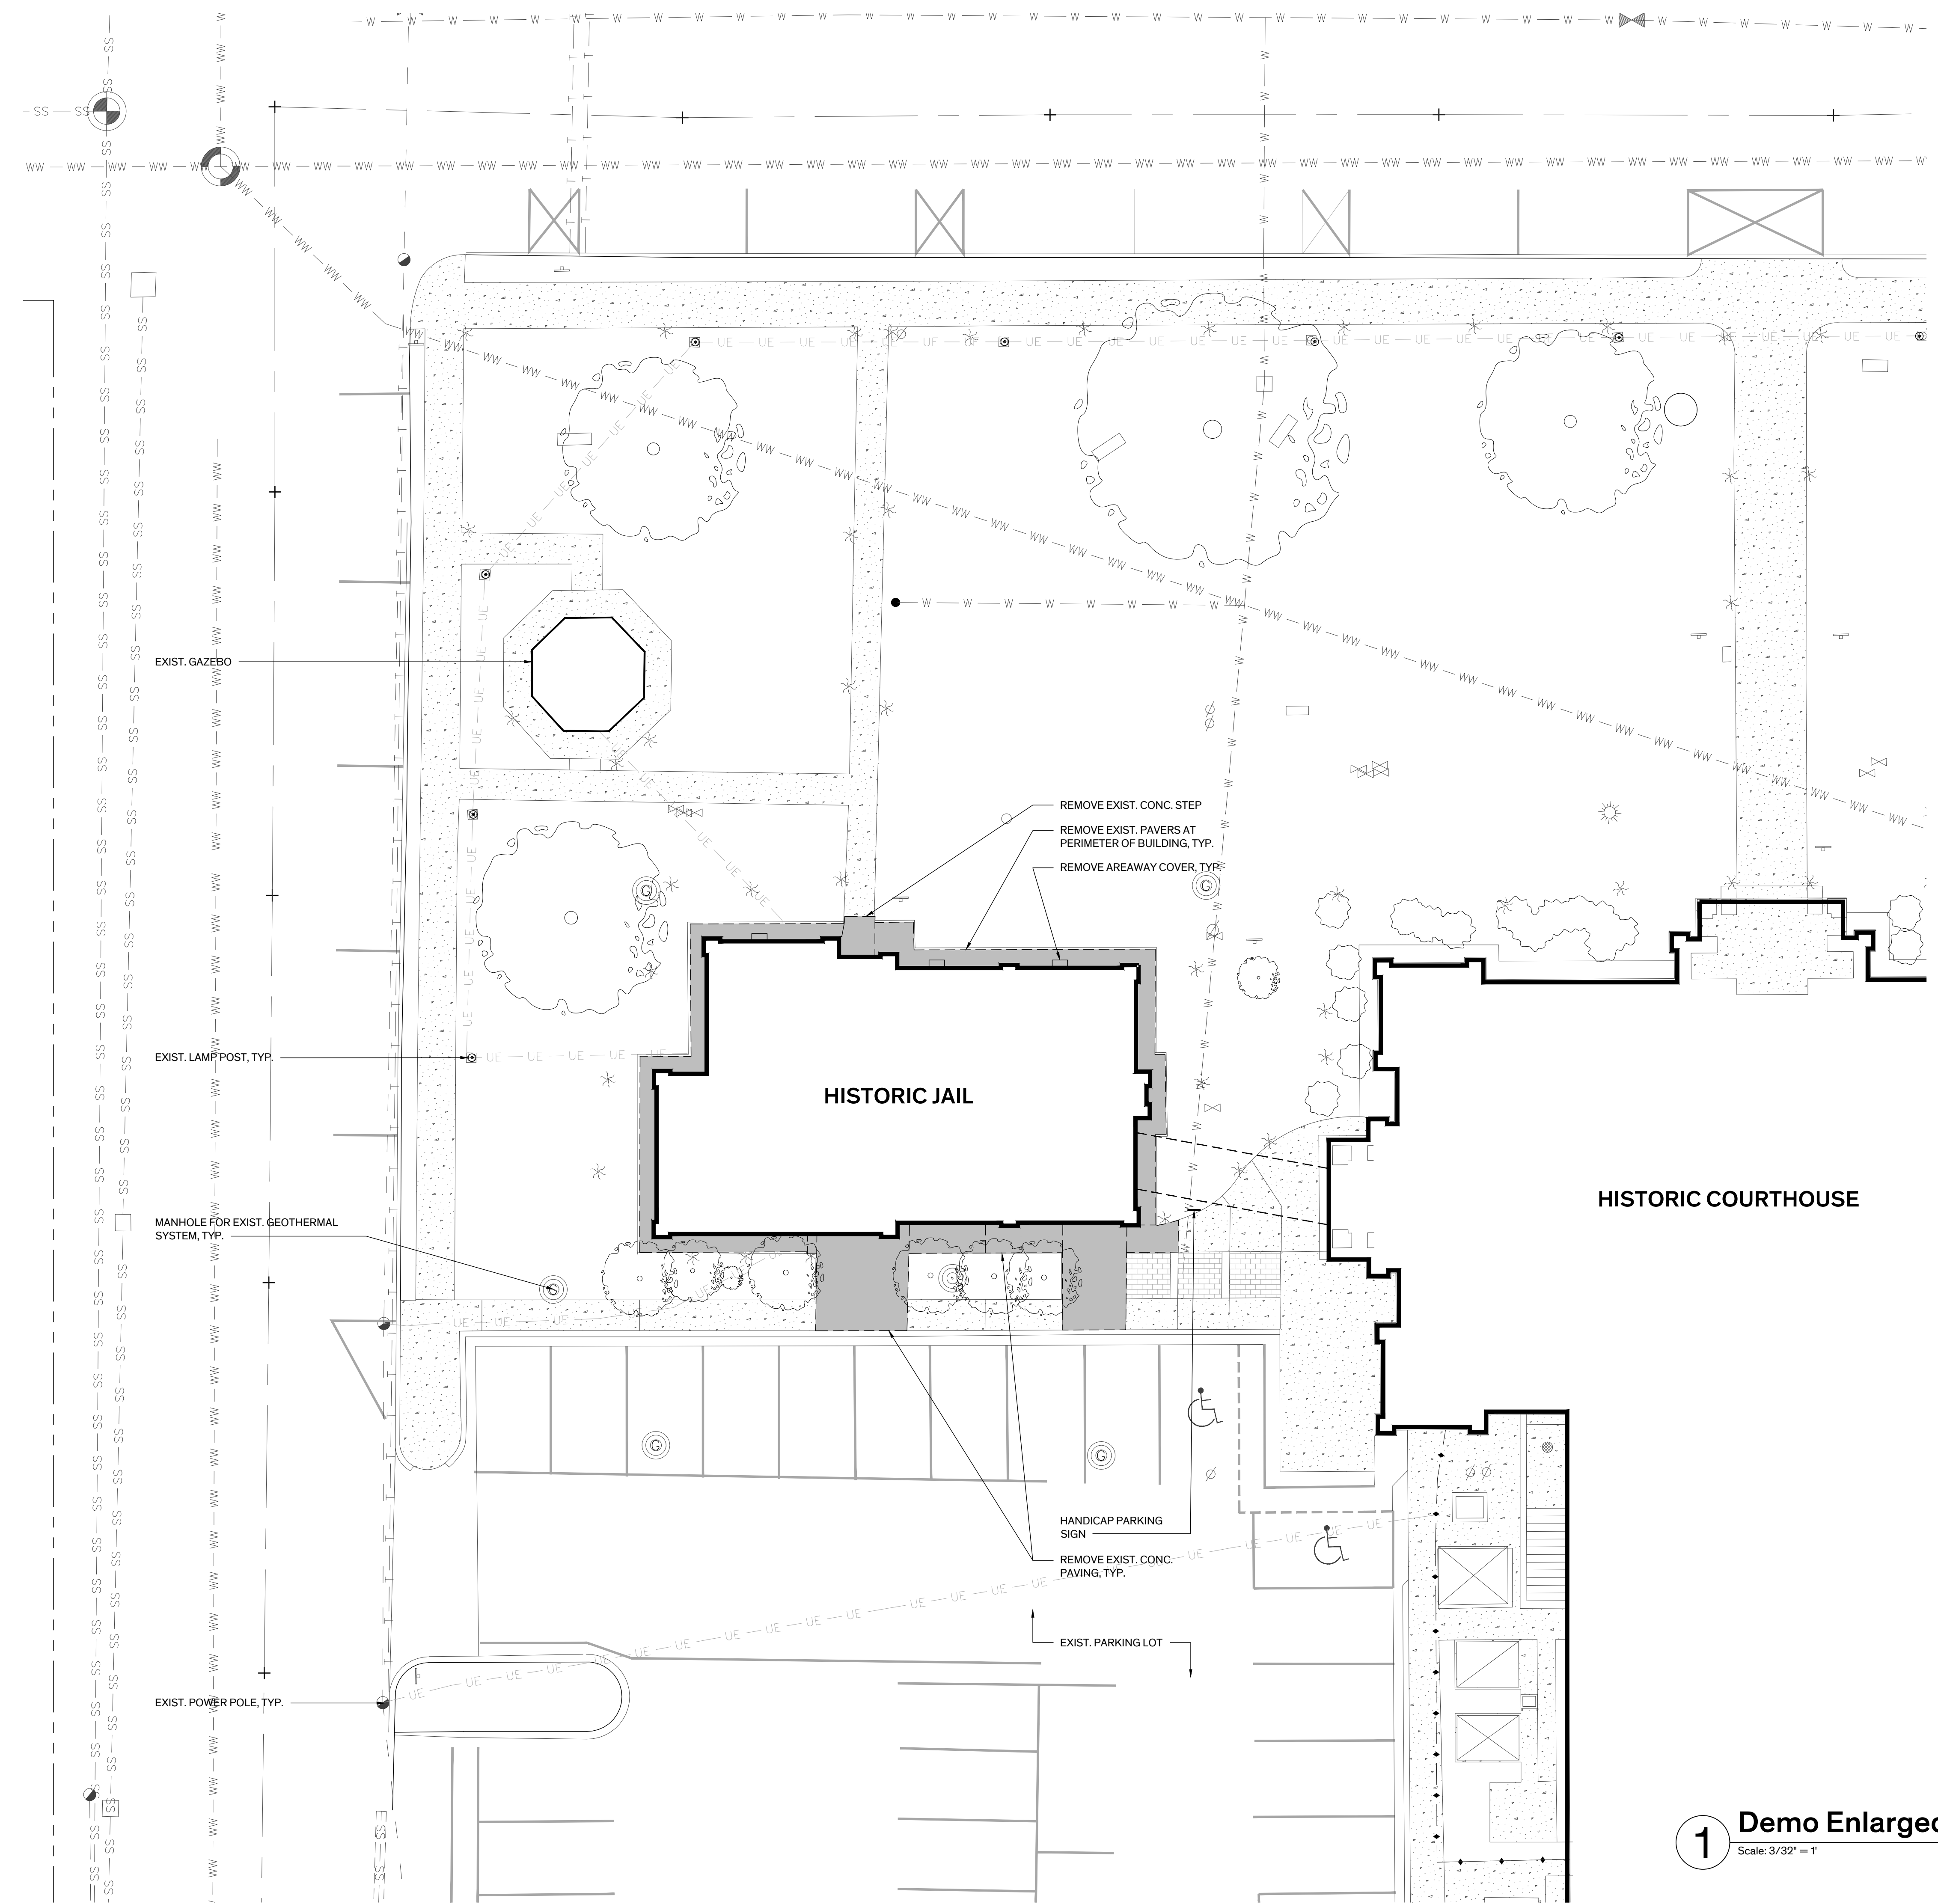 EXIST. GAZEBO
REMOVE EXIST. CONC. STEP
REMOVE EXIST. PAVERS AT
PERIMETER OF BUILDING, TYP.
REMOVE AREAWAY COVER, TYP.
EXIST. LAMP POST, TYP.
HISTORIC JAIL
HISTORIC COURTHOUSE
MANHOLE FOR EXIST. GEOTHERMAL
SYSTEM, TYP.
HANDICAP PARKING
SIGN
REMOVE EXIST. CONC.
PAVING, TYP.
EXIST. PARKING LOT
EXIST. POWER POLE, TYP.
1
Demo Enlarged
Scale: 3/32" = 1'